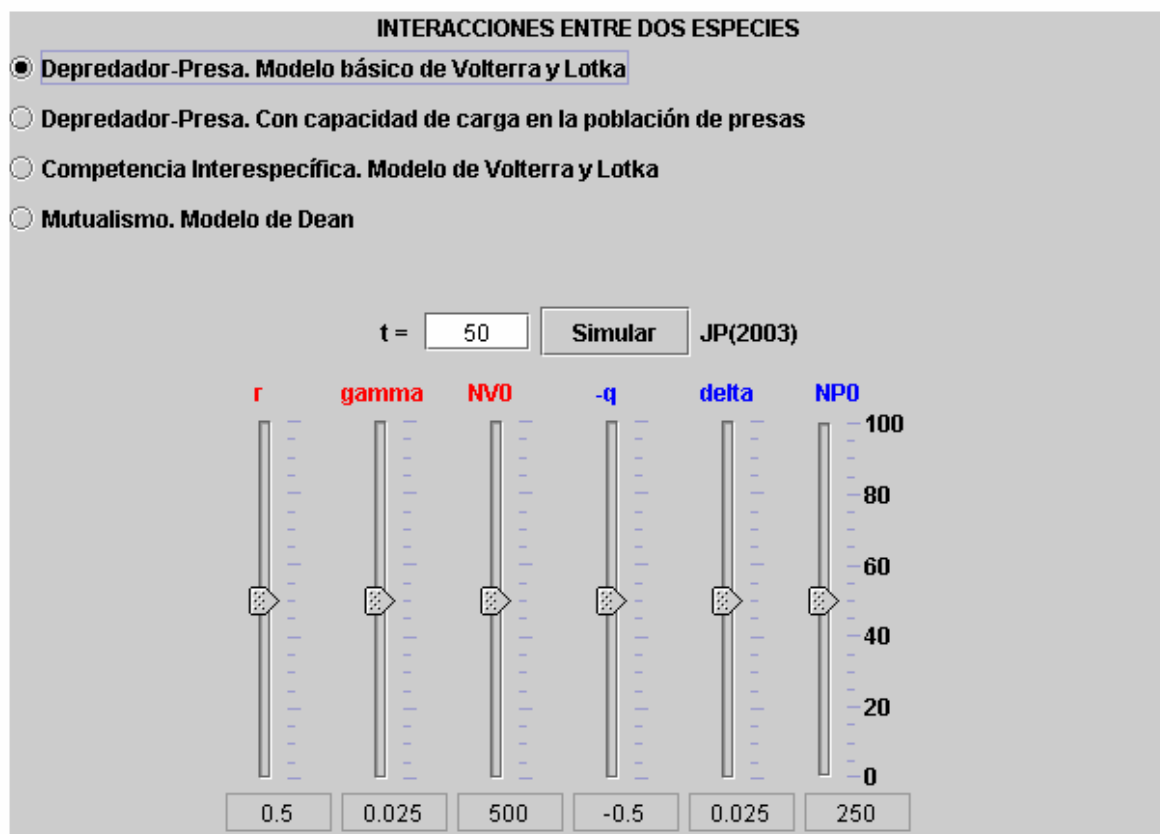 INTERACCIONES ENTRE DOS ESPECIES
Depredador-Presa. Modelo básico de Volterra y Lotka
Depredador-Presa. Con capacidad de carga en la población de presas
Competencia Interespecífica. Modelo de Volterra y Lotka
Mutualismo. Modelo de Dean
t = 50 Simular JP(2003)
r gamma NV0 -q delta NP0
100
80
60
40
20
0
0.5 0.025 500 -0.5 0.025 250